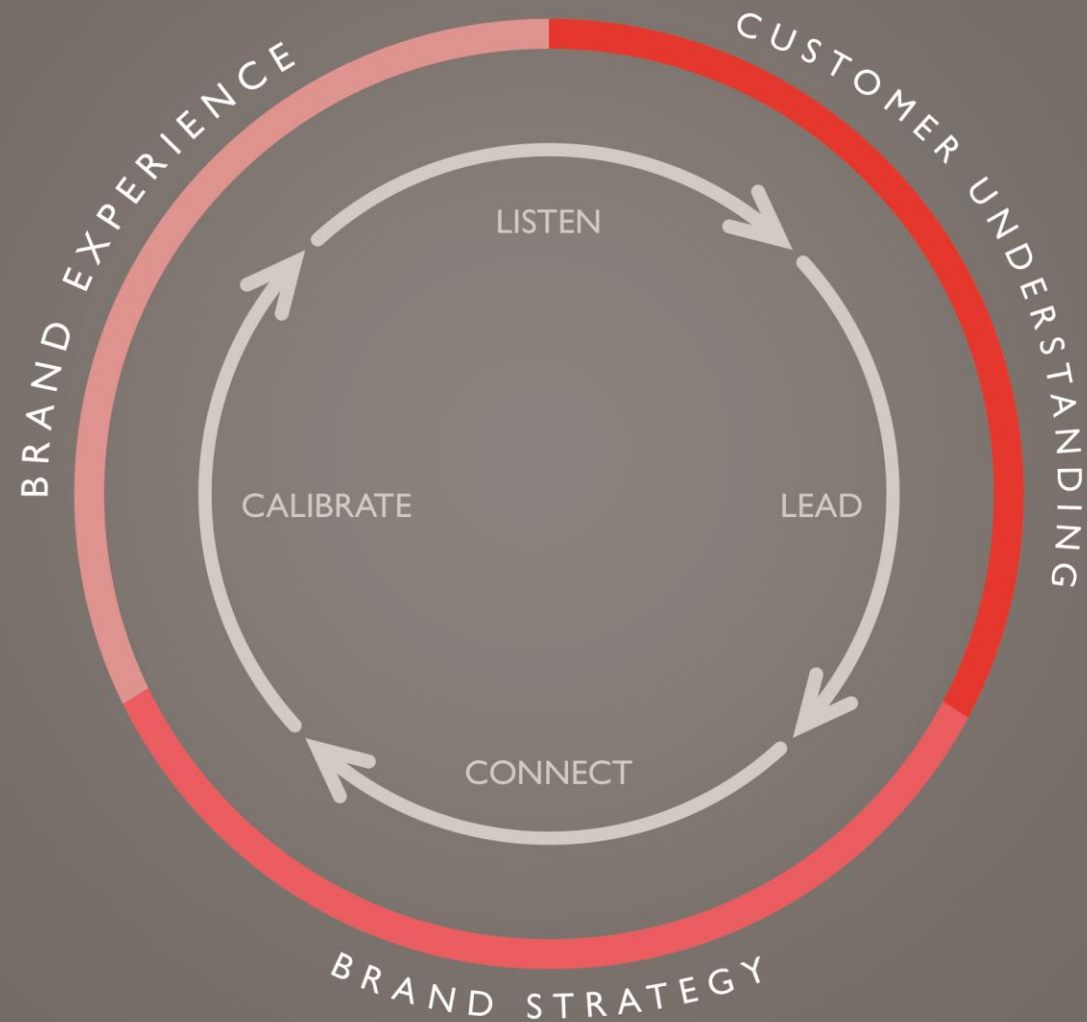 BRAND EXPERIENCE
CUSTOMER UNDERSTANDING
LISTEN
CALIBRATE
LEAD
CONNECT
BRAND STRATEGY